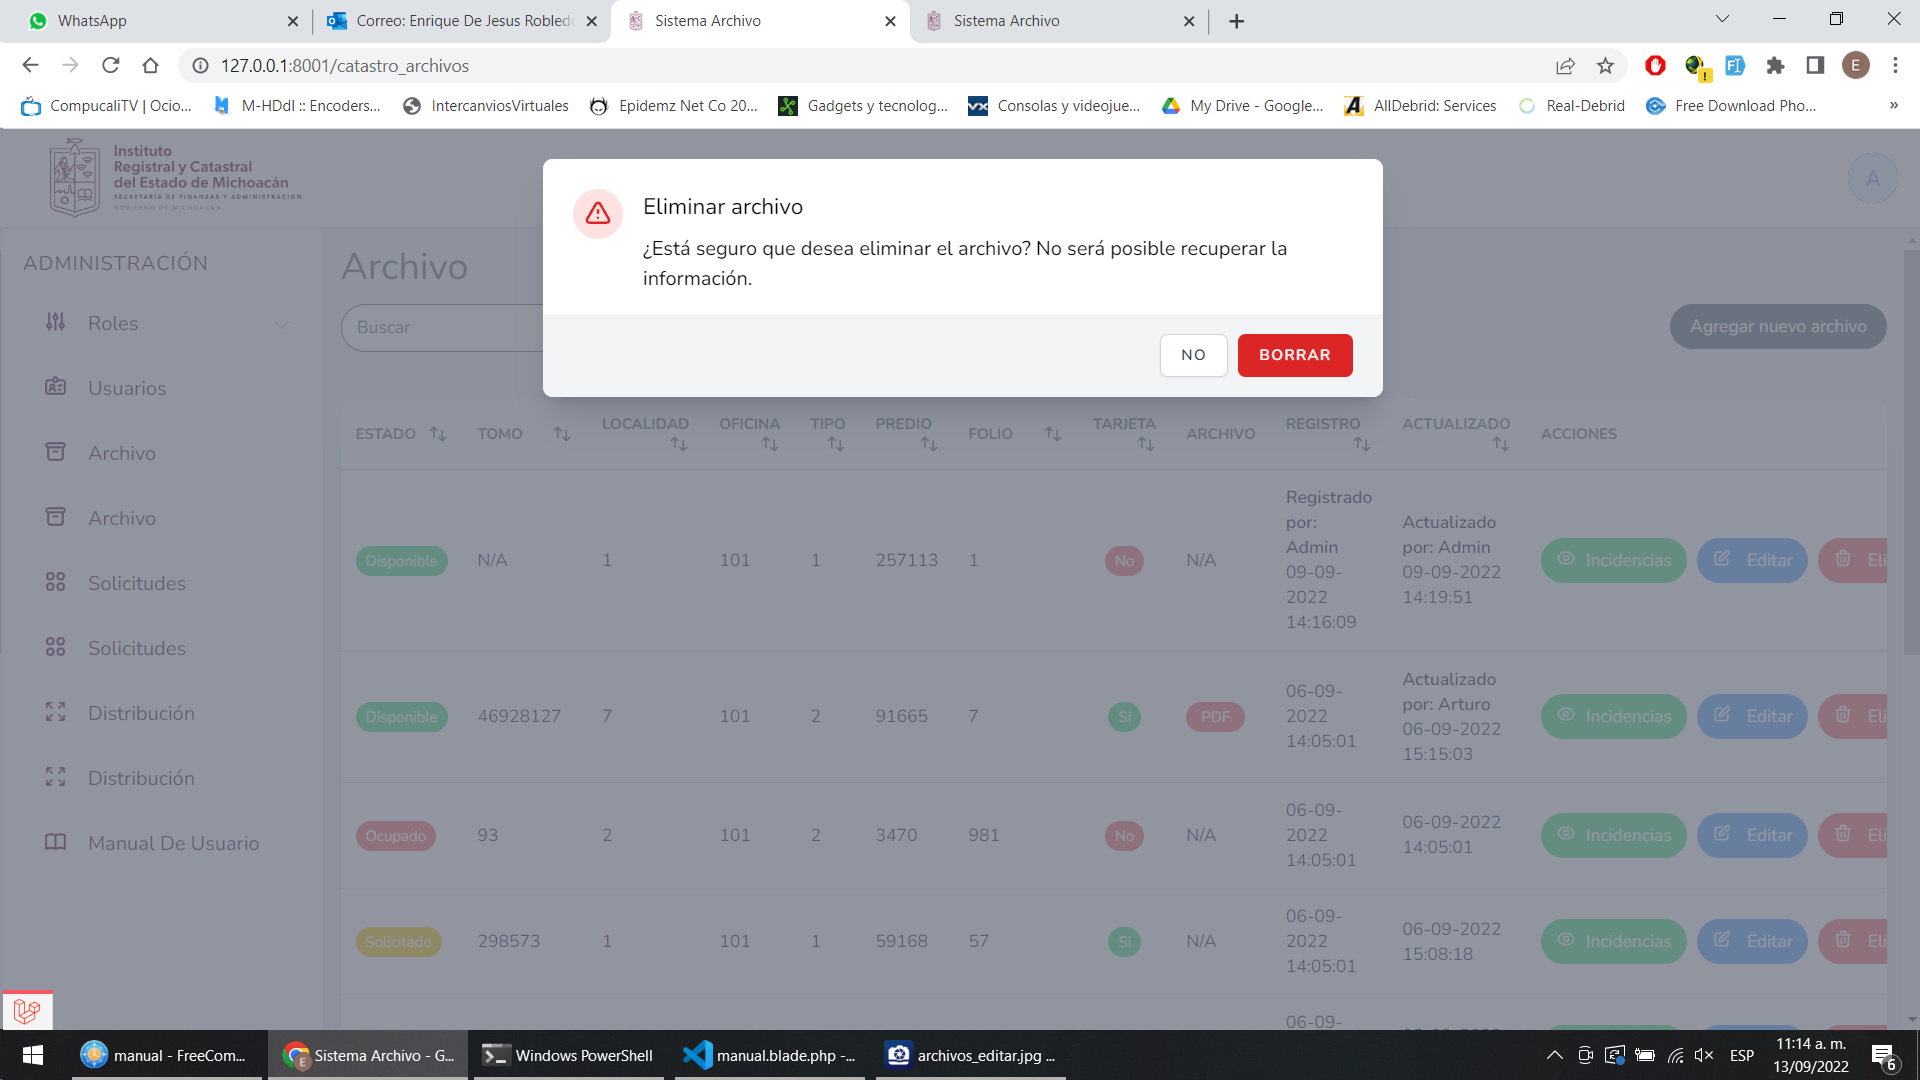 WhatsApp
Correo: Enrique De Jesus Robled
Sistema Archivo
Sistema Archivo
127.0.0.1:8001/catastro_archivos
E
CompucaliTV | Ocio...
M-HDdl :: Encoders...
IntercanviosVirtuales
Epidemz Net Co 20...
Gadgets y tecnolog...
Consolas y videojue...
My Drive - Google...
AllDebrid: Services
Real-Debrid
Free Download Pho...
»
Instituto
Registral y Catastral
del Estado de Michoacán
SECRETARÍA DE FINANZAS Y ADMINISTRACIÓN
GOBIERNO DE MICHOACÁN
A
Eliminar archivo
¿Está seguro que desea eliminar el archivo? No será posible recuperar la
información.
NO
BORRAR
ADMINISTRACIÓN
Roles
Usuarios
Archivo
Archivo
Solicitudes
Solicitudes
Distribución
Distribución
Manual De Usuario
Archivo
Buscar
Agregar nuevo archivo
ESTADO TOMO LOCALIDAD OFICINA TIPO PREDIO FOLIO TARJETA ARCHIVO REGISTRO ACTUALIZADO ACCIONES
Disponible N/A 1 101 1 257113 1 No N/A
Registrado
por:
Admin
09-09-
2022
14:16:09
Actualizado
por: Admin
09-09-2022
14:19:51
Incidencias Editar Eli
Disponible 46928127 7 101 2 91665 7 Si PDF
06-09-
2022
14:05:01
Actualizado
por: Arturo
06-09-2022
15:15:03
Incidencias Editar Eli
Ocupado 93 2 101 2 3470 981 No N/A
06-09-
2022
14:05:01
06-09-2022
14:05:01
Incidencias Editar Eli
Solicitado 298573 1 101 1 59168 57 Si N/A
06-09-
2022
14:05:01
06-09-2022
15:08:18
Incidencias Editar Eli
06-09-
manual - FreeCom...
Sistema Archivo - G...
Windows PowerShell
manual.blade.php -...
archivos_editar.jpg ...
ESP
11:14 a. m.
13/09/2022
6